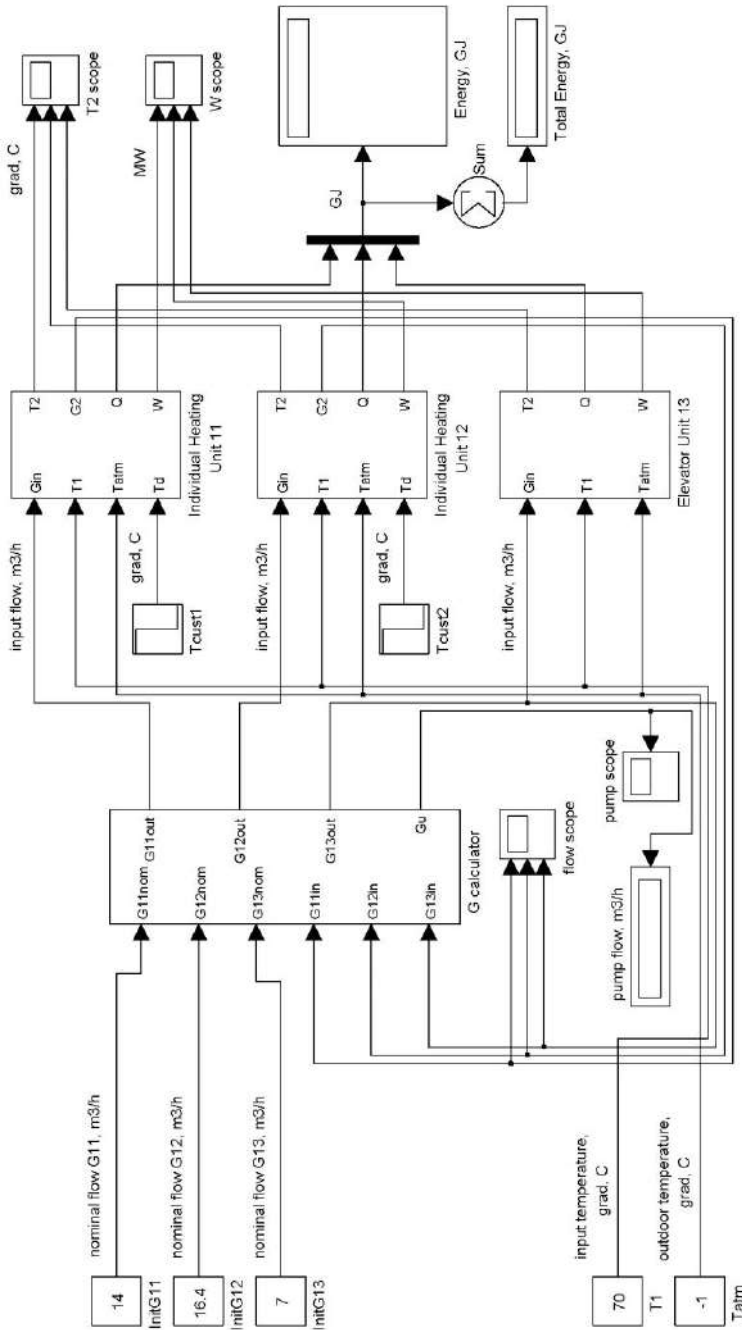 14
InitG11
nominal flow G11, m3/h
16.4
InitG12
nominal flow G12, m3/h
7
InitG13
nominal flow G13, m3/h
70
T1
input temperature,
grad, C
-1
Tatm
outdoor temperature,
grad, C
G11nom
G12nom
G13nom
G11in
G12in
G13in
G11out
G12out
G13out
Gu
G calculator
flow scope
pump flow, m3/h
pump scope
input flow, m3/h
Tcust1
grad, C
input flow, m3/h
Tcust2
grad, C
input flow, m3/h
Gin
T1
Tatm
Td
T2
G2
Q
W
Individual Heating
Unit 11
Gin
T1
Tatm
Td
T2
G2
Q
W
Individual Heating
Unit 12
Gin
T1
Tatm
T2
Q
W
Elevator Unit 13
grad, C
T2 scope
MW
W scope
GJ
Energy, GJ
Sum
Total Energy, GJ